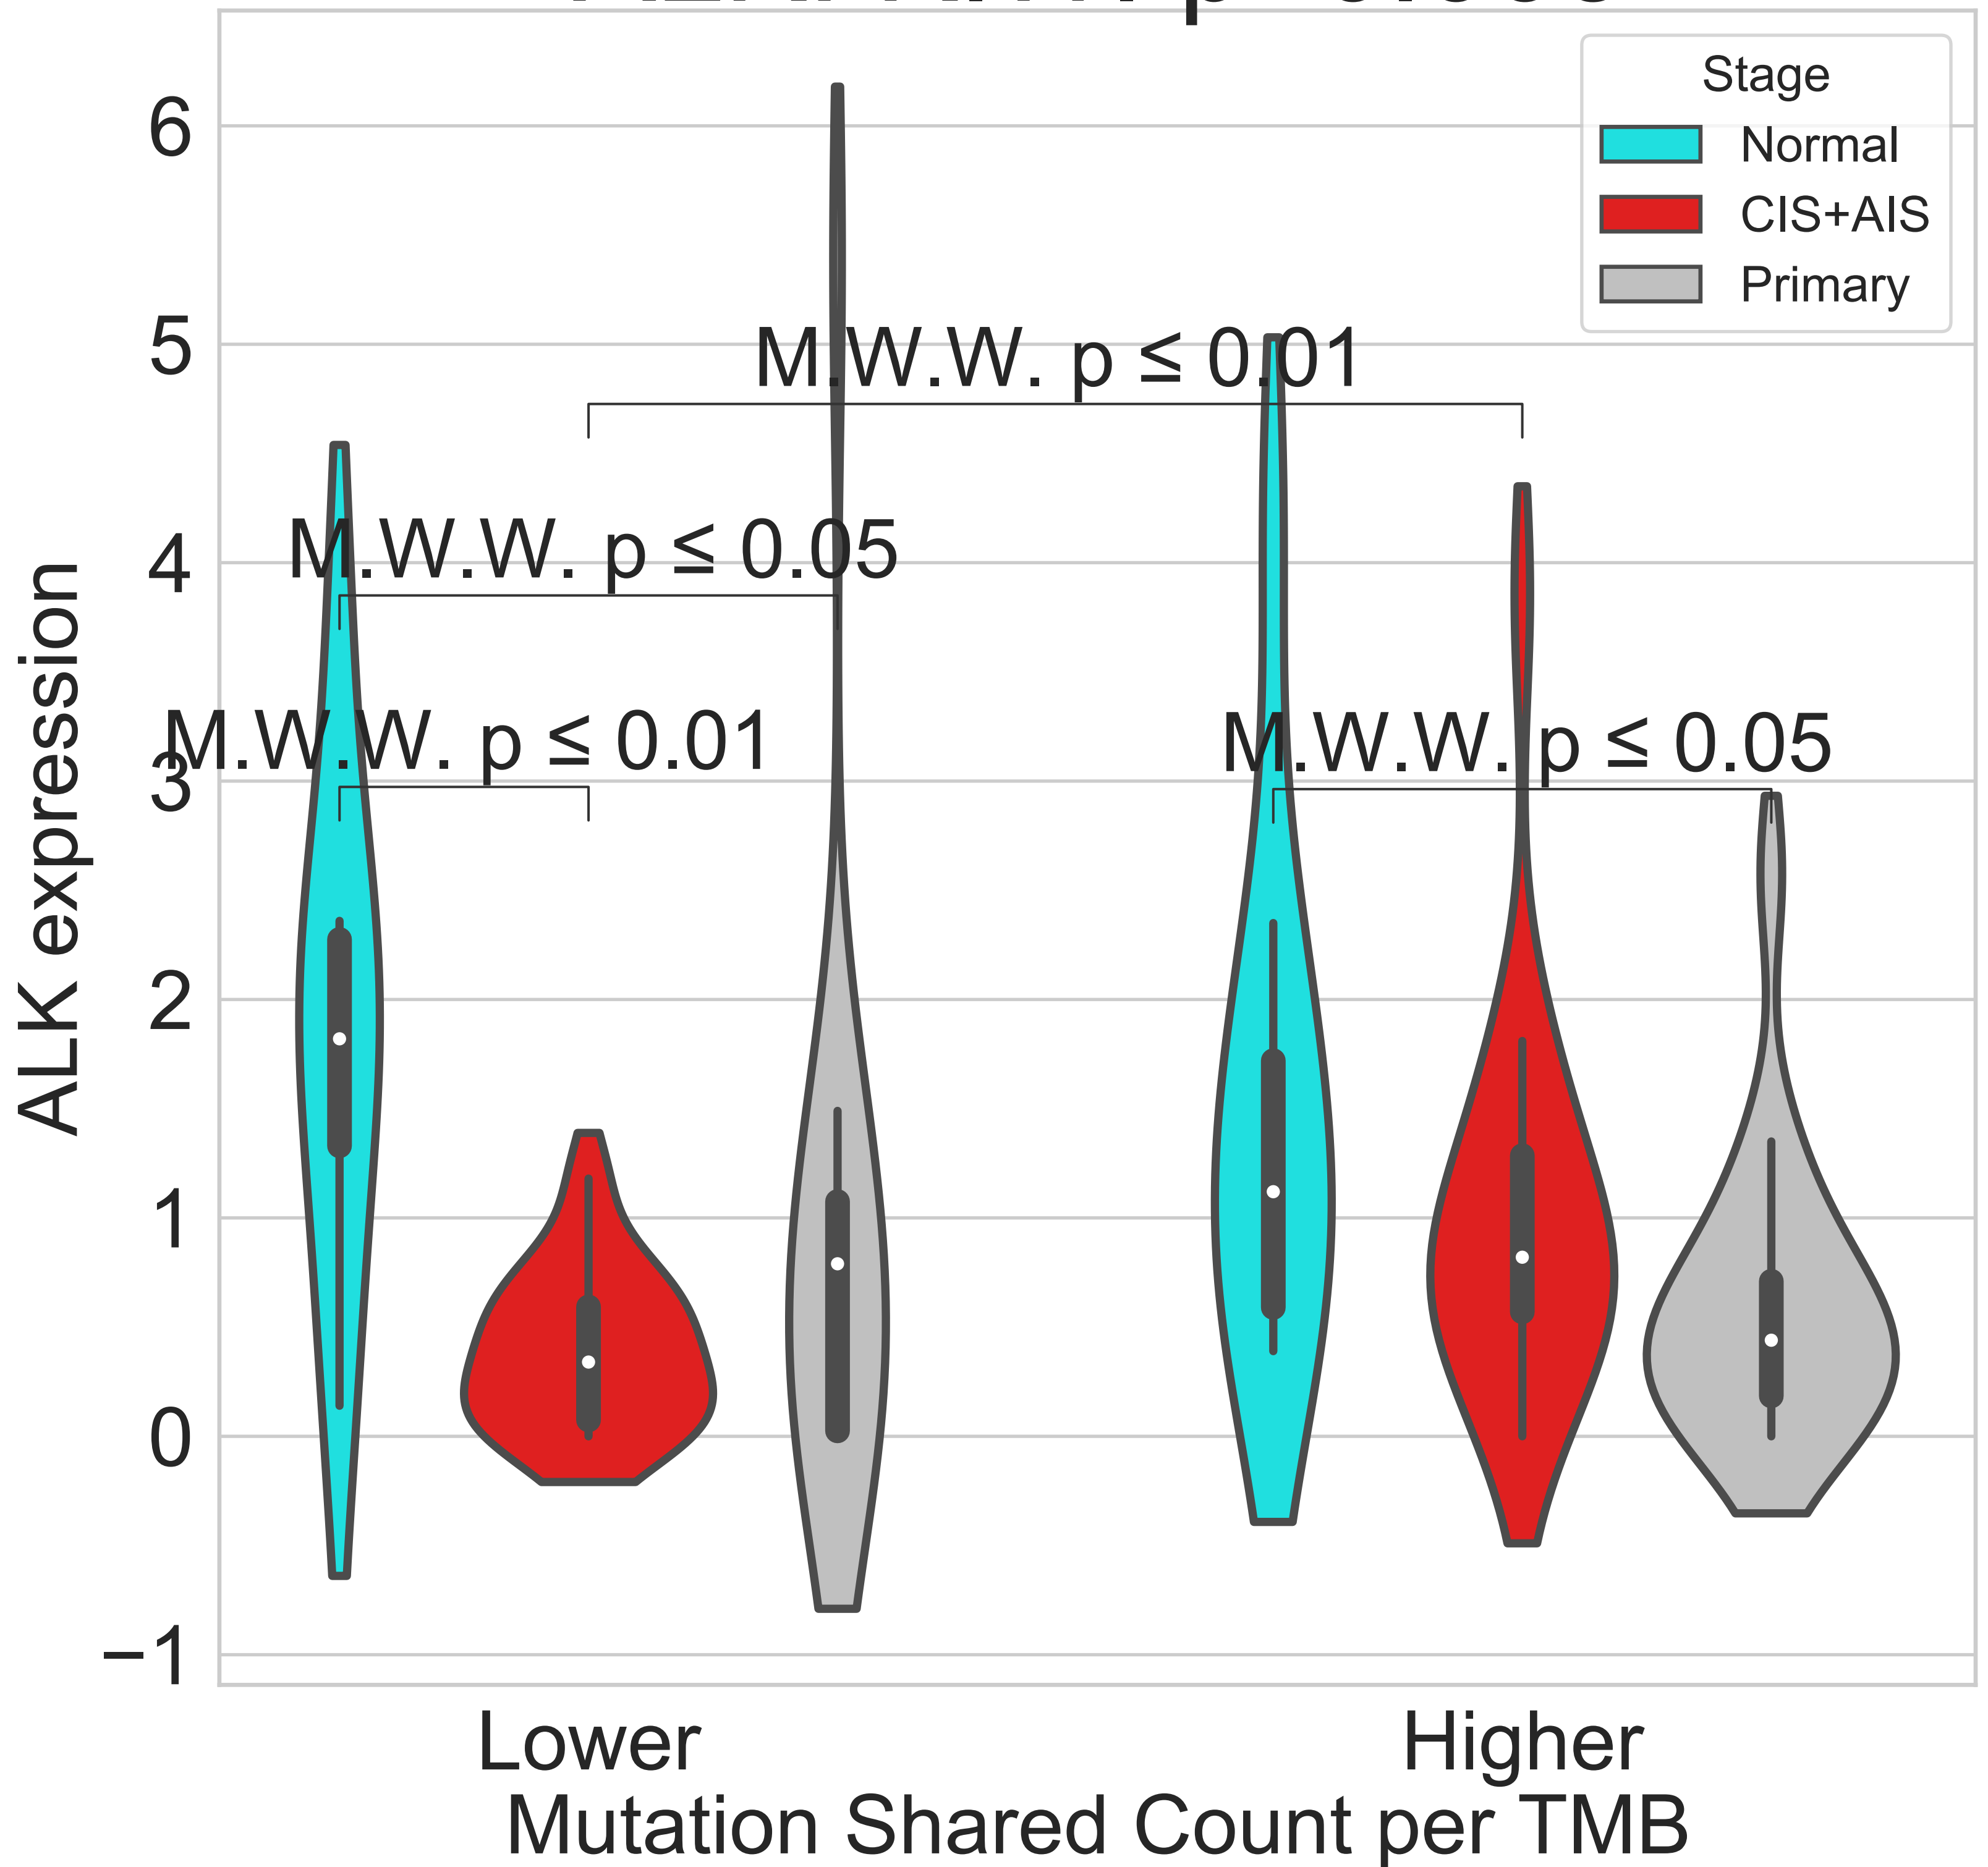 Stage
Normal
CIS+AIS
Primary
6
5
4
3
2
1
0
−1
ALK expression
M.W.W. p ≤ 0.01
M.W.W. p ≤ 0.05
M.W.W. p ≤ 0.01
M.W.W. p ≤ 0.05
Lower
Higher
Mutation Shared Count per TMB